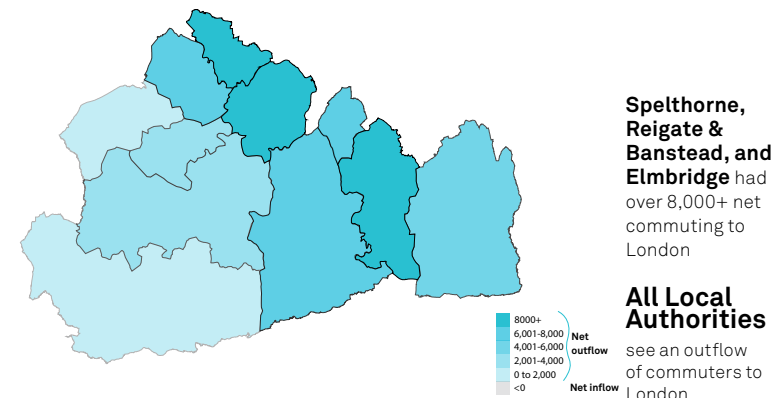 Spelthorne,
Reigate &
Banstead, and
Elmbridge had
over 8,000+ net
commuting to
London
All Local
Authorities
see an outflow
of commuters to
London
8000+
6,001-8,000
4,001-6,000
2,001-4,000
0 to 2,000
<0
Net
outflow
Net inflow